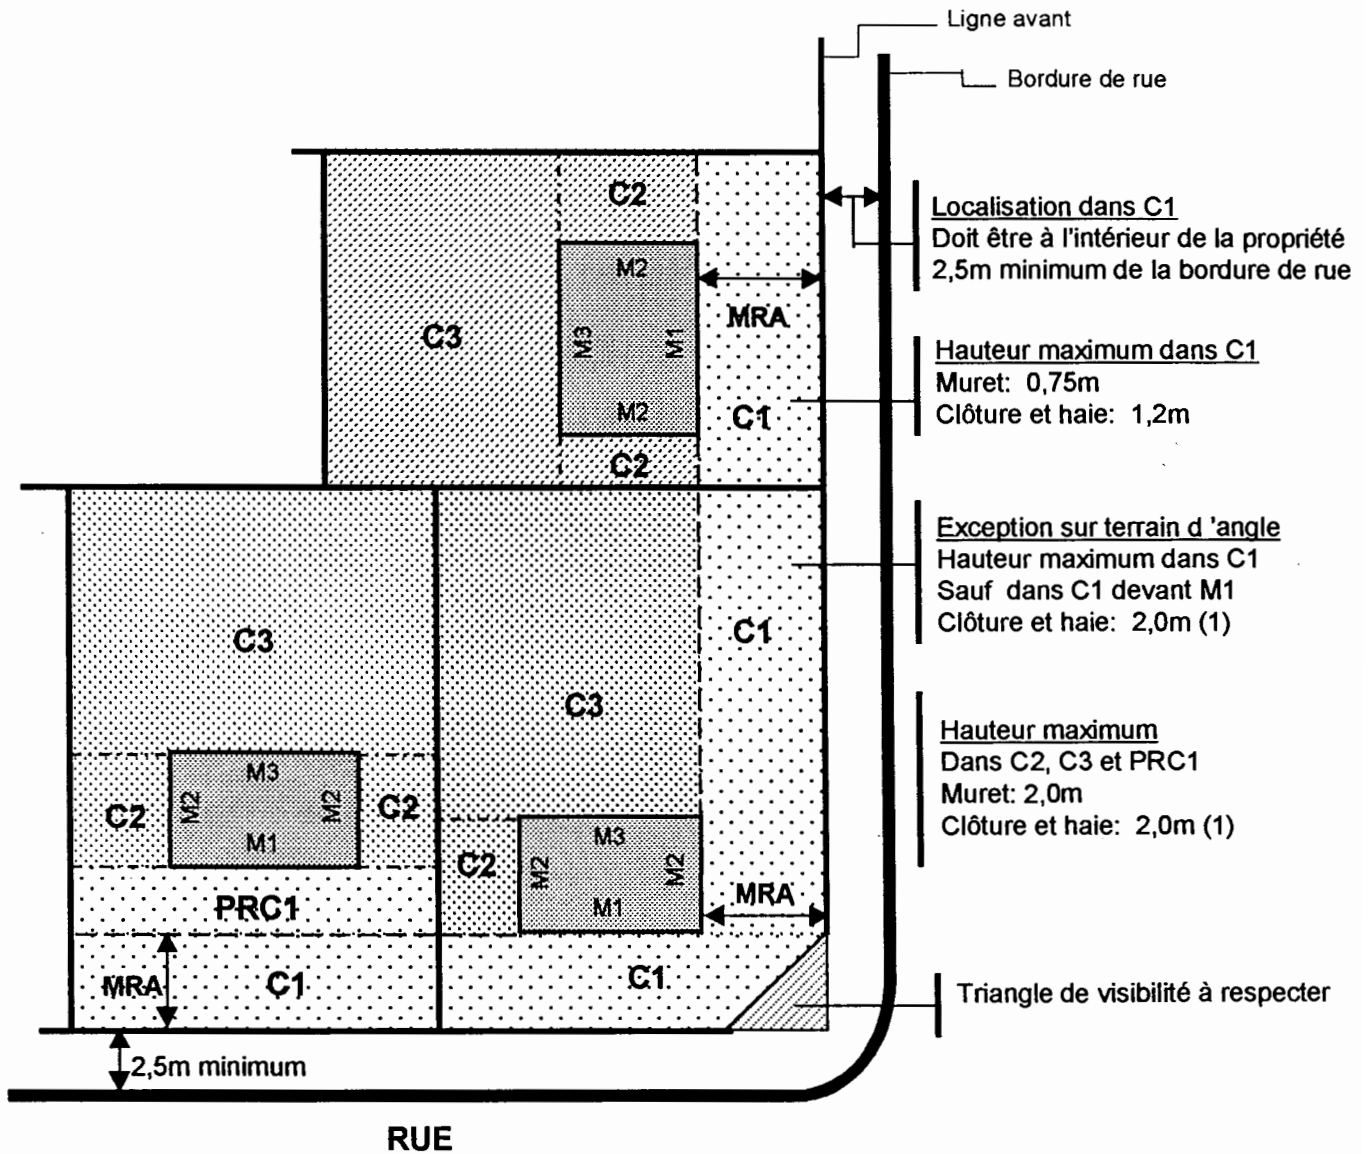 Ligne avant
Bordure de rue
C2
Localisation dans C1
Doit être à l'intérieur de la propriété
2,5m minimum de la bordure de rue
M2
MRA
C3
M3
M1
Hauteur maximum dans C1
Muret: 0,75m
Clôture et haie: 1,2m
M2
C1
C2
Exception sur terrain d 'angle
Hauteur maximum dans C1
Sauf dans C1 devant M1
Clôture et haie: 2,0m (1)
C3
C1
C3
Hauteur maximum
Dans C2, C3 et PRC1
Muret: 2,0m
Clôture et haie: 2,0m (1)
M3
C2
M2
M2
C2
M1
M3
C2
M2
M2
M1
MRA
PRC1
MRA
C1
C1
Triangle de visibilité à respecter
2,5m minimum
RUE